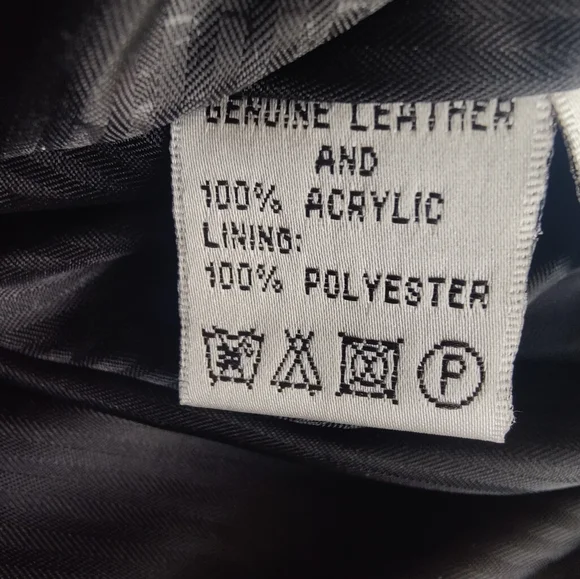 GENUINE LEATHER
AND
100% ACRYLIC
LINING:
100% POLYESTER
P